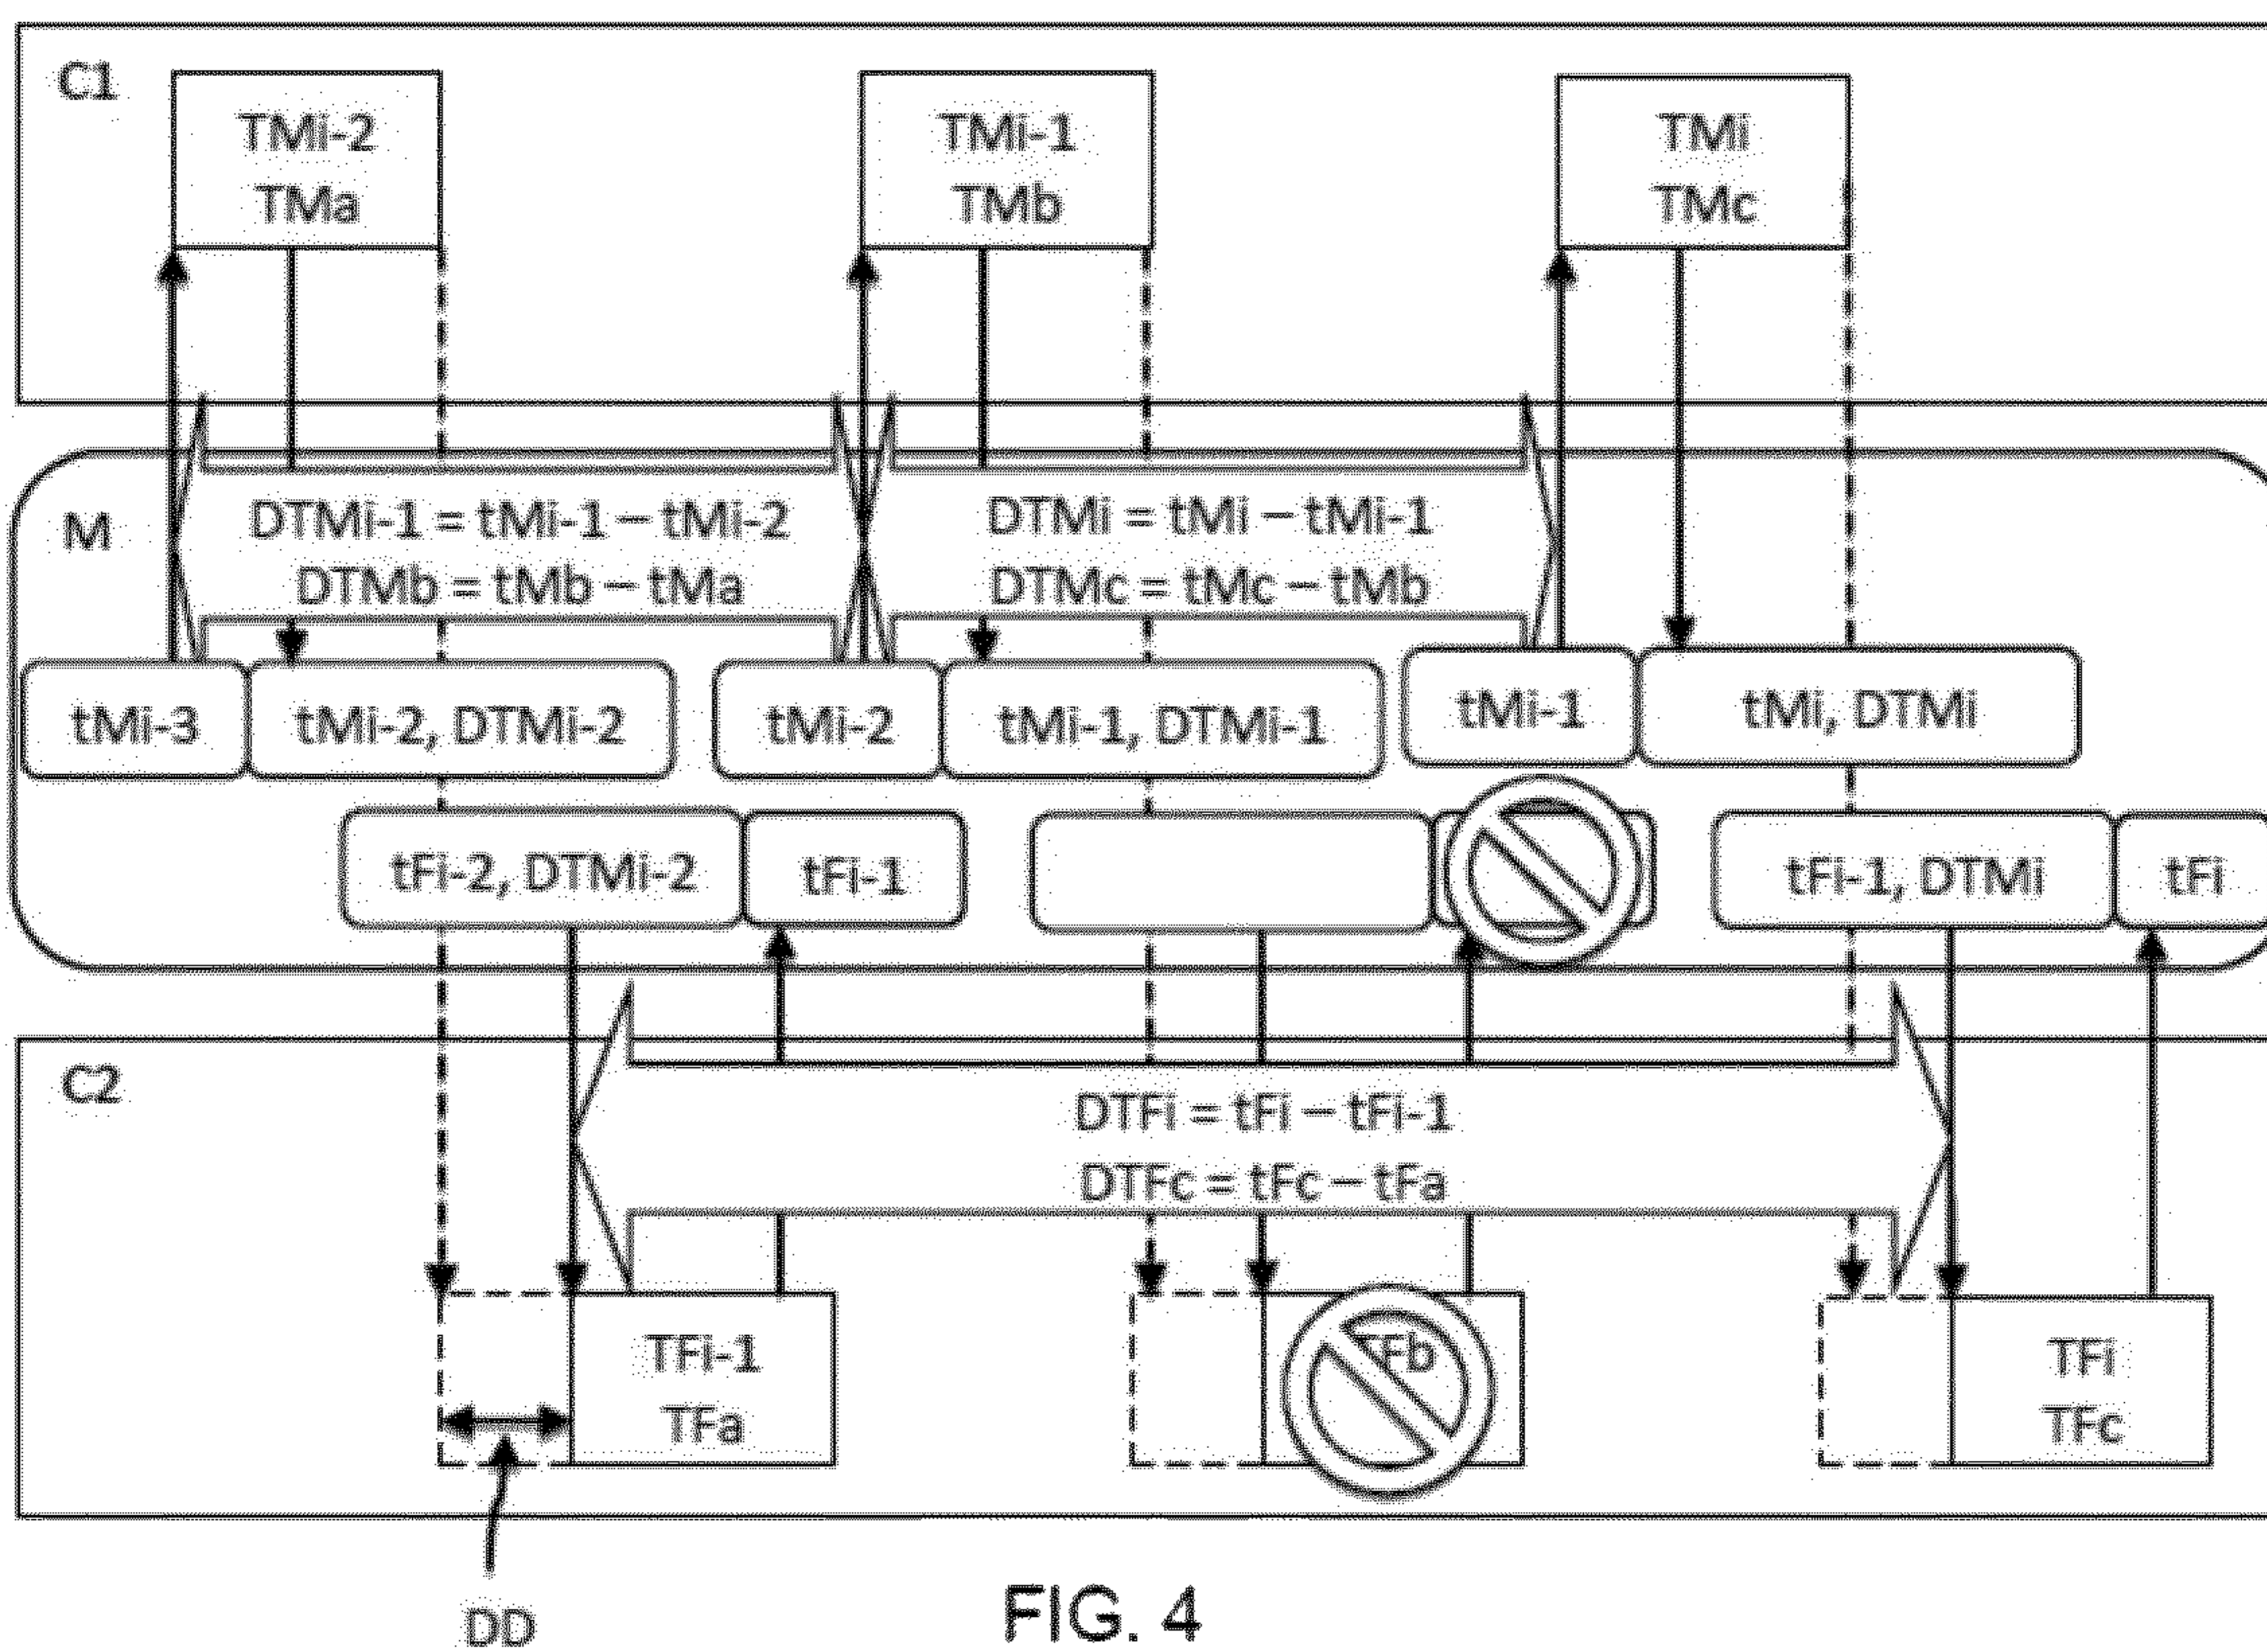 C1
TMi-2
TMa
TMi-1
TMb
TMi
TMc
M
DTMi-1 = tMi-1 – tMi-2
DTMb = tMb – tMa
DTMi = tMi – tMi-1
DTMc = tMc – tMb
tMi-3
tMi-2, DTMi-2
tMi-2
tMi-1, DTMi-1
tMi-1
tMi, DTMi
tFi-2, DTMi-2
tFi-1
tFi-1, DTMi
tFi
C2
DTFi = tFi – tFi-1
DTFc = tFc – tFa
TFi-1
TFa
TFb
TFi
TFc
DD
FIG. 4